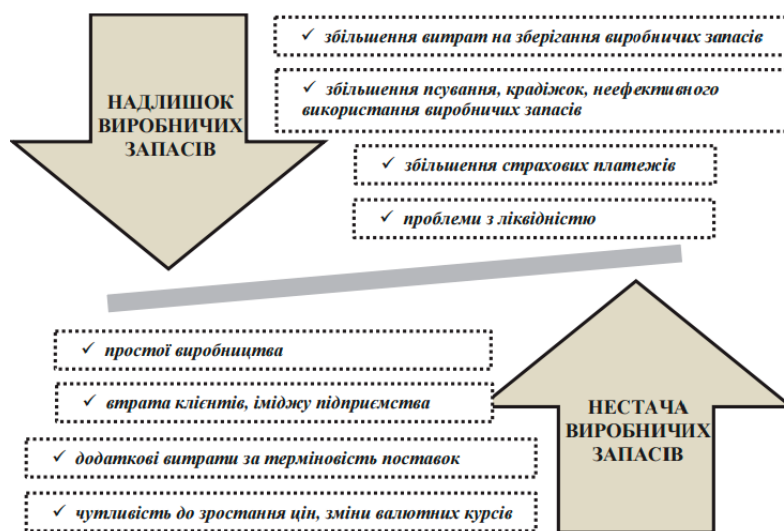 НАДЛИШОК
ВИРОБНИЧИХ
ЗАПАСІВ
✓ збільшення витрат на зберігання виробничих запасів
✓ збільшення псування, крадіжок, неефективного
використання виробничих запасів
✓ збільшення страхових платежів
✓ проблеми з ліквідністю
✓ простої виробництва
✓ втрата клієнтів, іміджу підприємства
✓ додаткові витрати за терміновість поставок
✓ чутливість до зростання цін, зміни валютних курсів
НЕСТАЧА
ВИРОБНИЧИХ
ЗАПАСІВ